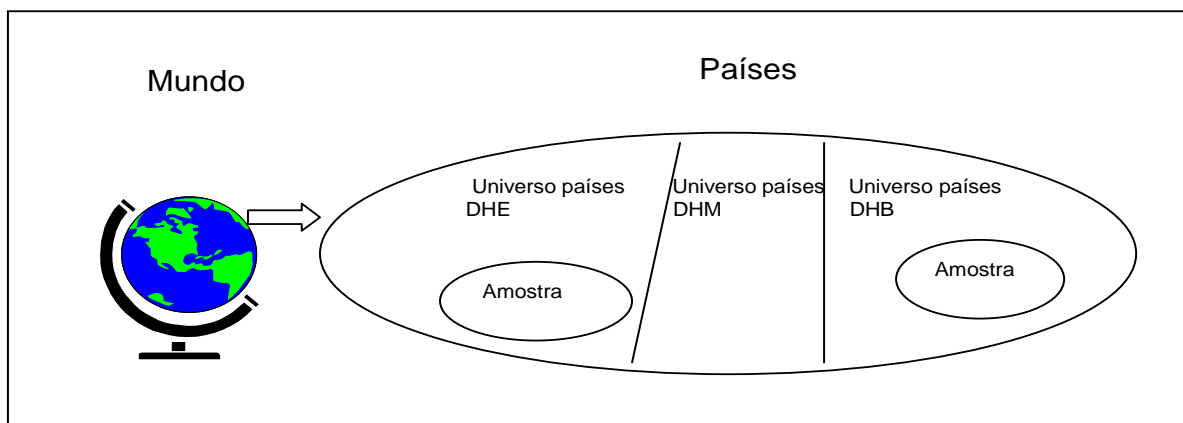 Mundo
Países
Universo países
DHE
Universo países
DHM
Universo países
DHB
Amostra
Amostra